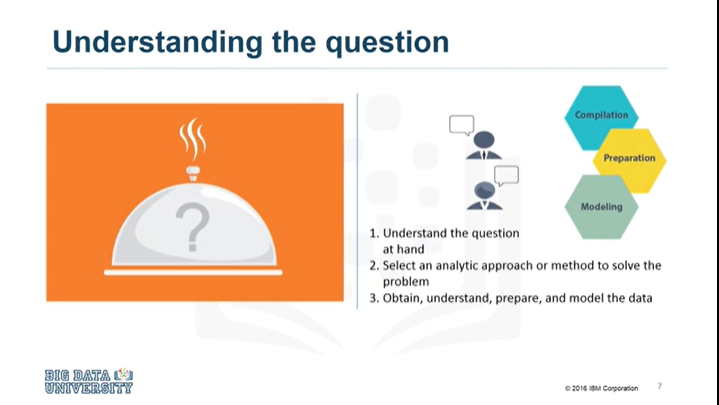 Understanding the question
?
Compilation
Preparation
Modeling
1. Understand the question
at hand
2. Select an analytic approach or method to solve the
problem
3. Obtain, understand, prepare, and model the data
BIG DATA
UNIVERSITY
© 2016 IBM Corporation
7